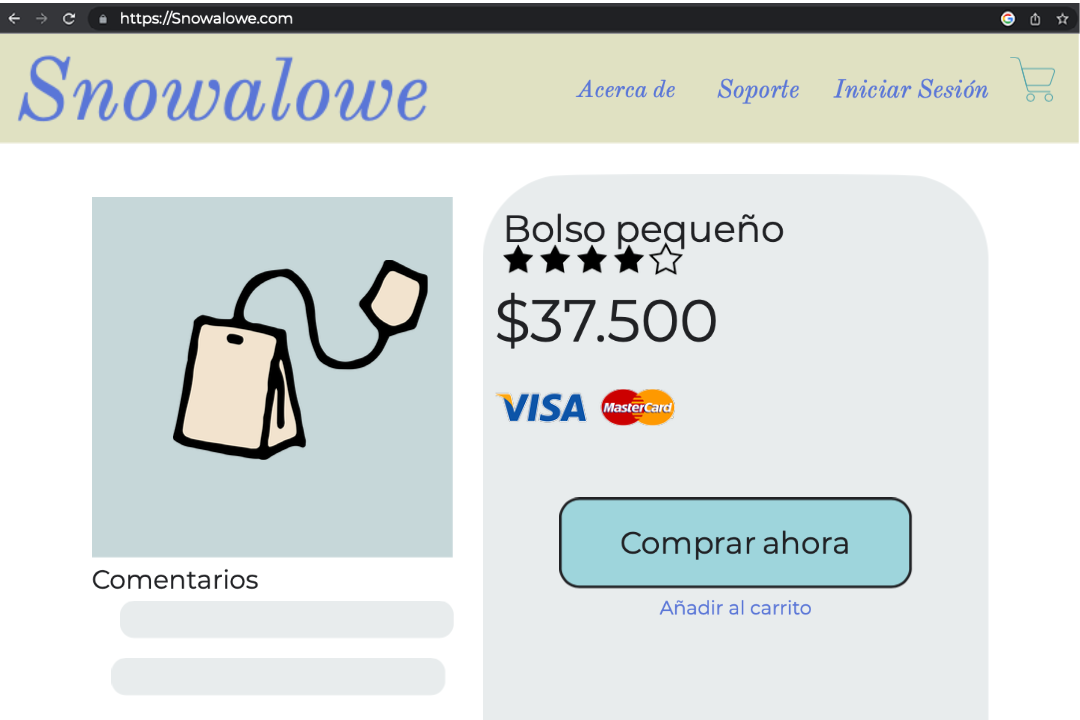 https://Snowalowe.com
Snowalowe
Acerca de Soporte Iniciar Sesión
Bolso pequeño
$37.500
VISA MasterCard
Comprar ahora
Añadir al carrito
Comentarios